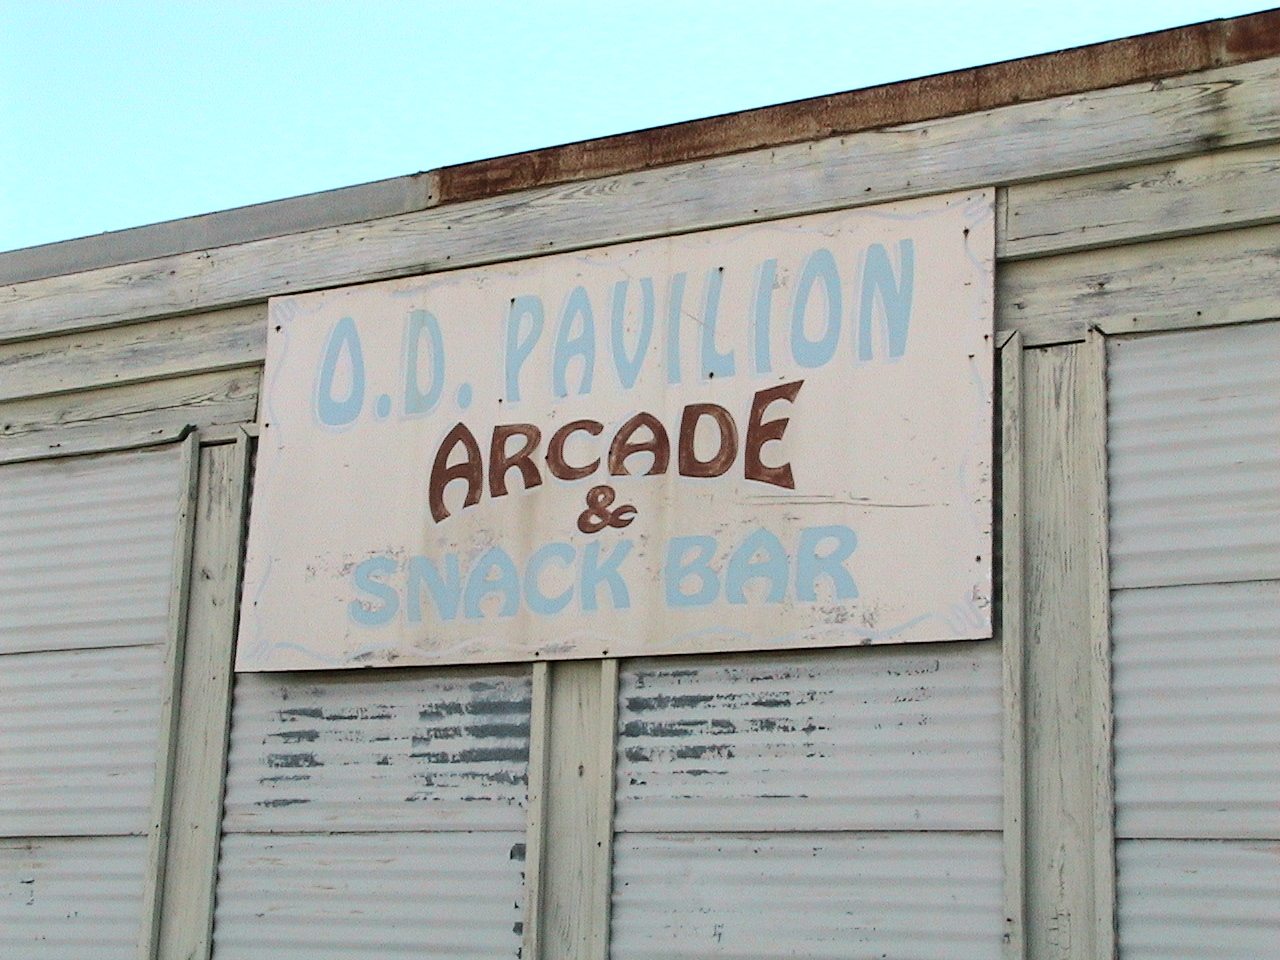 O.D. PAVILION
ARCADE
&
SNACK BAR